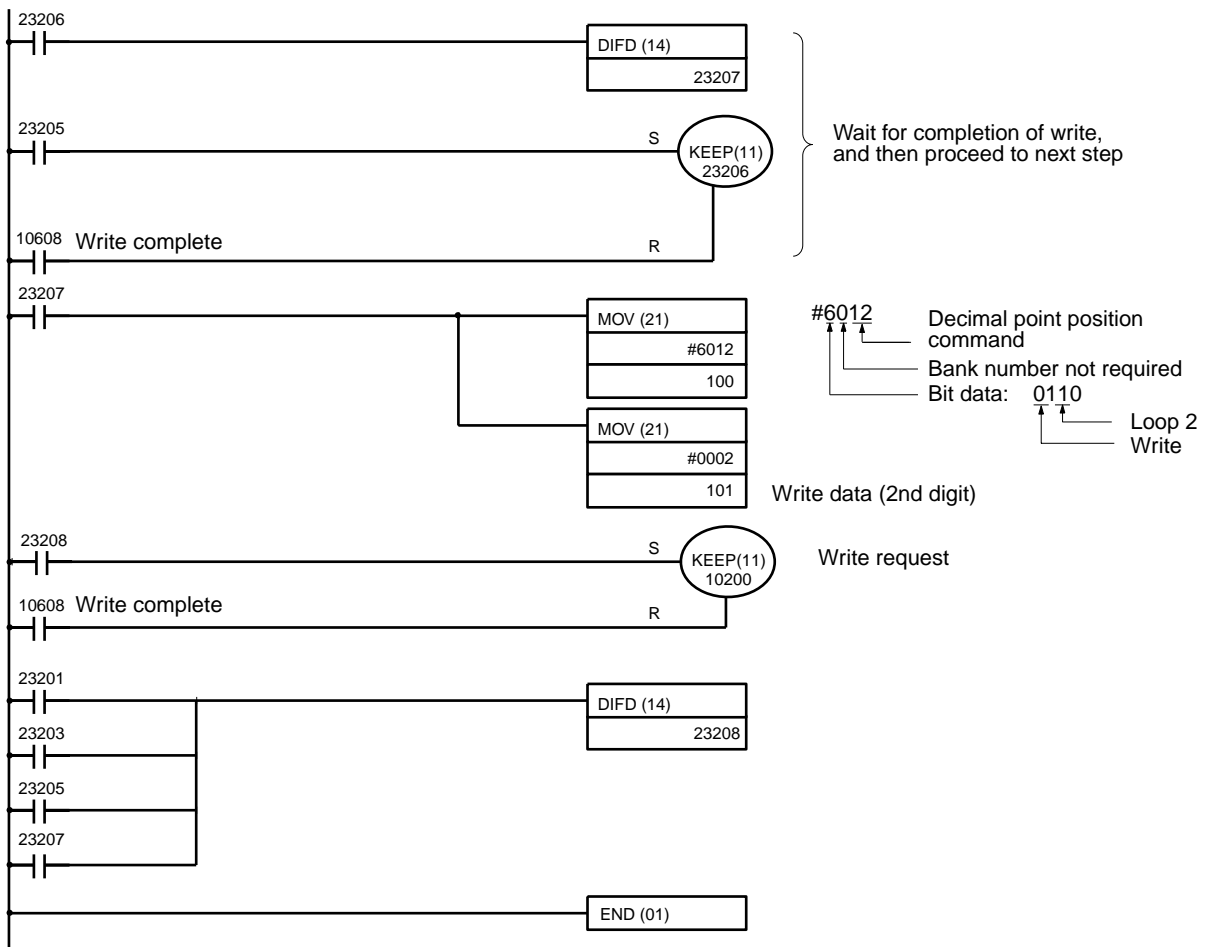 23206
DIFD (14)
23207
23205
S
KEEP(11)
23206
Wait for completion of write,
and then proceed to next step
10608 Write complete
R
23207
MOV (21)
#6012
100
#6012
Decimal point position
command
Bank number not required
Bit data: 0110
Loop 2
Write
MOV (21)
#0002
101
Write data (2nd digit)
23208
S
KEEP(11)
10200
Write request
10608 Write complete
R
23201
DIFD (14)
23208
23203
23205
23207
END (01)